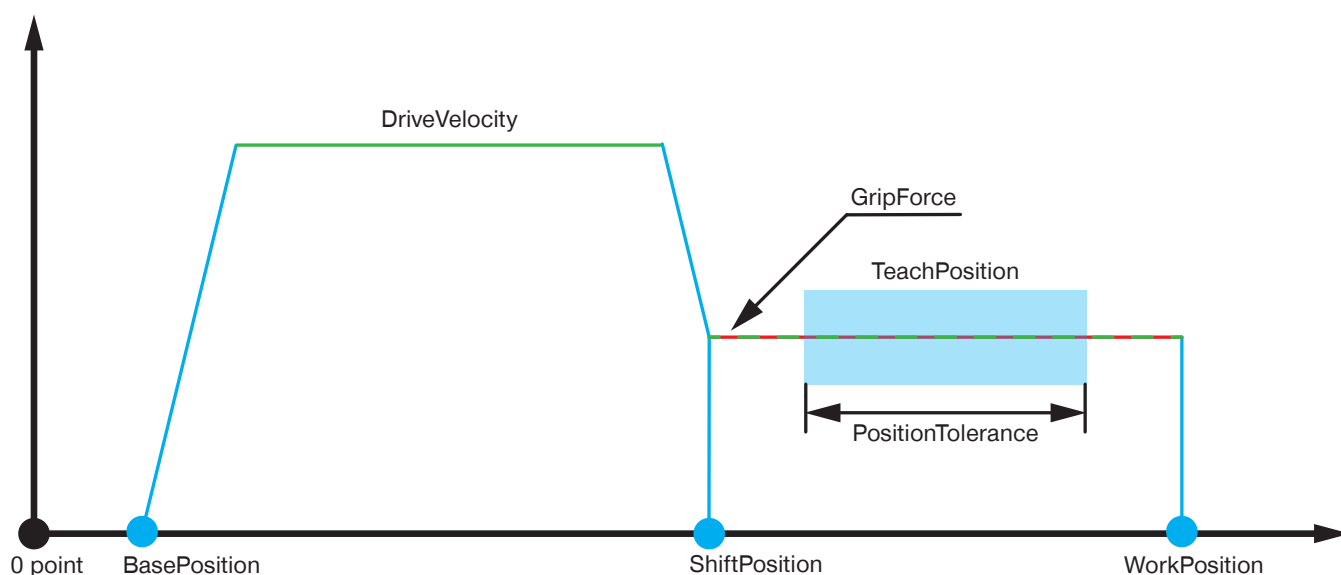 DriveVelocity
GripForce
TeachPosition
PositionTolerance
0 point
BasePosition
ShiftPosition
WorkPosition